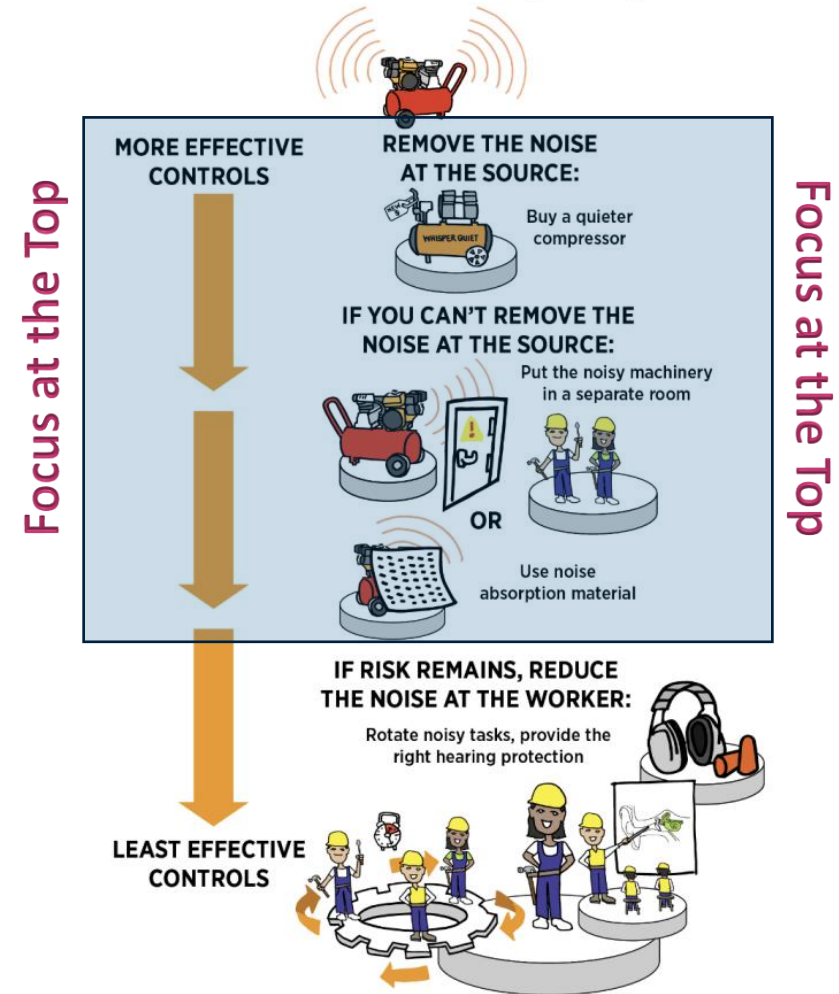 Focus at the Top
MORE EFFECTIVE
CONTROLS
REMOVE THE NOISE
AT THE SOURCE:
WHISPER QUIET
Buy a quieter
compressor
IF YOU CAN'T REMOVE THE
NOISE AT THE SOURCE:
Put the noisy machinery
in a separate room
!
OR
Use noise
absorption material
Focus at the Top
IF RISK REMAINS, REDUCE
THE NOISE AT THE WORKER:
Rotate noisy tasks, provide the
right hearing protection
LEAST EFFECTIVE
CONTROLS